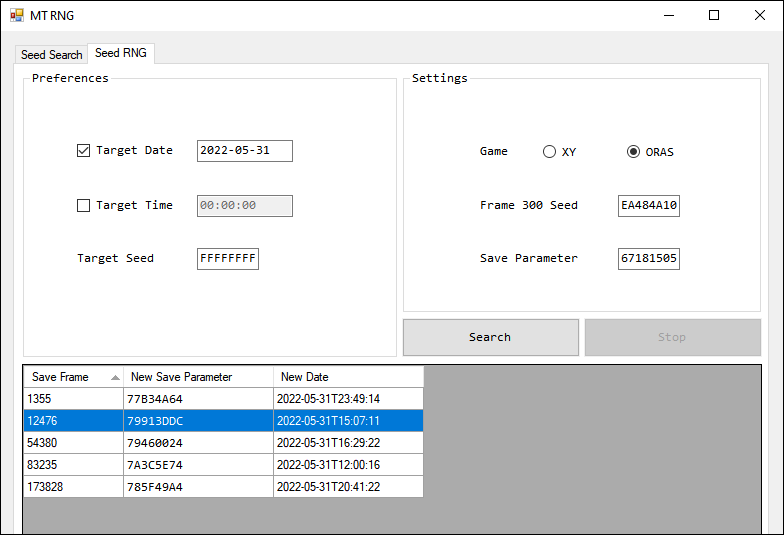 MT RNG
Seed Search Seed RNG
Preferences
Target Date 2022-05-31
Target Time 00:00:00
Target Seed FFFFFFFF
Settings
Game XY ORAS
Frame 300 Seed EA484A10
Save Parameter 67181505
Search Stop
Save Frame New Save Parameter New Date
1355 77B34A64 2022-05-31T23:49:14
12476 79913DDC 2022-05-31T15:07:11
54380 79460024 2022-05-31T16:29:22
83235 7A3C5E74 2022-05-31T12:00:16
173828 785F49A4 2022-05-31T20:41:22